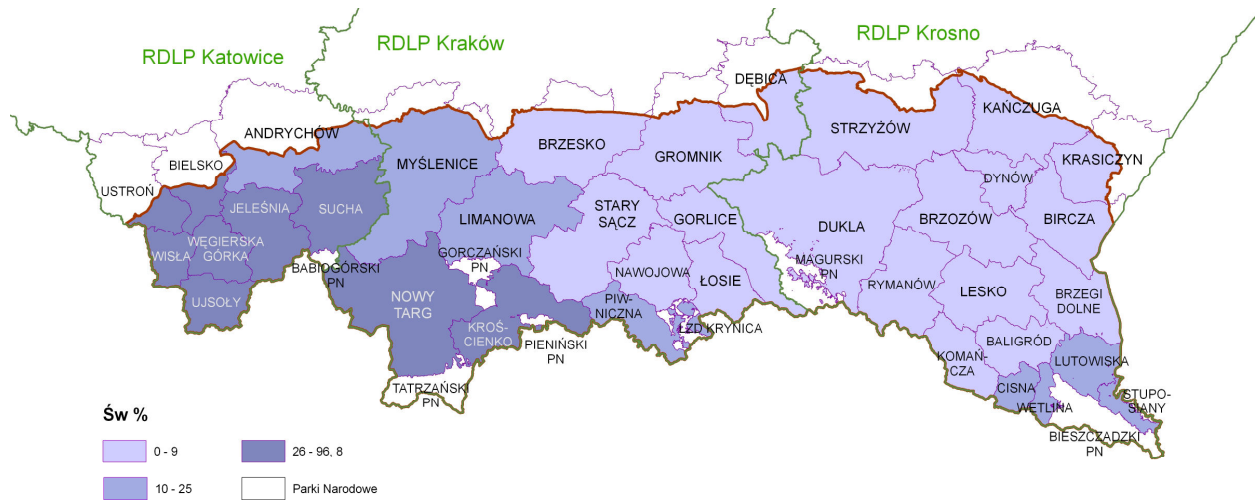 RDLP Katowice
RDLP Kraków
RDLP Krosno
DĘBICA
KAŃCZUGA
ANDRYCHÓW
STRZYŻÓW
BRZESKO
MYŚLENICE
GROMNIK
KRASICZYN
BIELSKO
USTROŃ
DYNÓW
JELEŚNIA
SUCHA
STARY
SĄCZ
LIMANOWA
GORLICE
BRZOZÓW
BIRCZA
DUKLA
WĘGIERSKA
GÓRKA
WISŁA
GORCZAŃSKI
PN
BABIOGÓRSKI
PN
NAWOJOWA
ŁOSIE
MAGURSKI
PN
RYMANÓW
LESKO
BRZEGI
DOLNE
UJSOŁY
NOWY
TARG
PIW-
NICZNA
KROŚ-
CIENKO
ŁZD KRYNICA
PIENIŃSKI
PN
BALIGRÓD
KOMAŃ-
CZA
LUTOWISKA
TATRZAŃSKI
PN
CISNA
WETLINA
STUPO-
SIANY
BIESZCZADZKI
PN
Św %
0 - 9
26 - 96, 8
10 - 25
Parki Narodowe